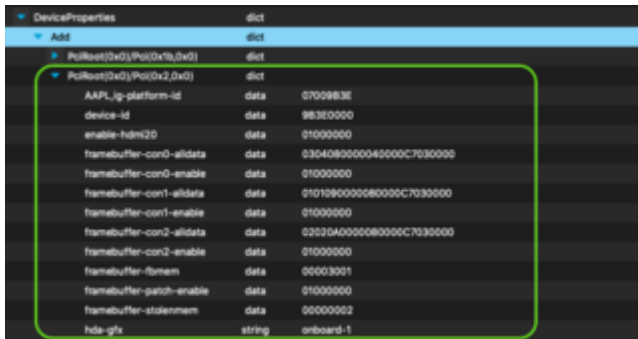 DeviceProperties dict
Add dict
PciRoot(0x0)/Pci(0x1b,0x0) dict
PciRoot(0x0)/Pci(0x2,0x0) dict
AAPL,ig-platform-id data 07009B3E
device-id data 9B3E0000
enable-hdmi20 data 01000000
framebuffer-con0-alldata data 0304080000040000C7030000
framebuffer-con0-enable data 01000000
framebuffer-con1-alldata data 0101090000080000C7030000
framebuffer-con1-enable data 01000000
framebuffer-con2-alldata data 02020A0000080000C7030000
framebuffer-con2-enable data 01000000
framebuffer-fbmem data 00003001
framebuffer-patch-enable data 01000000
framebuffer-stolenmem data 00000002
hda-gfx string onboard-1